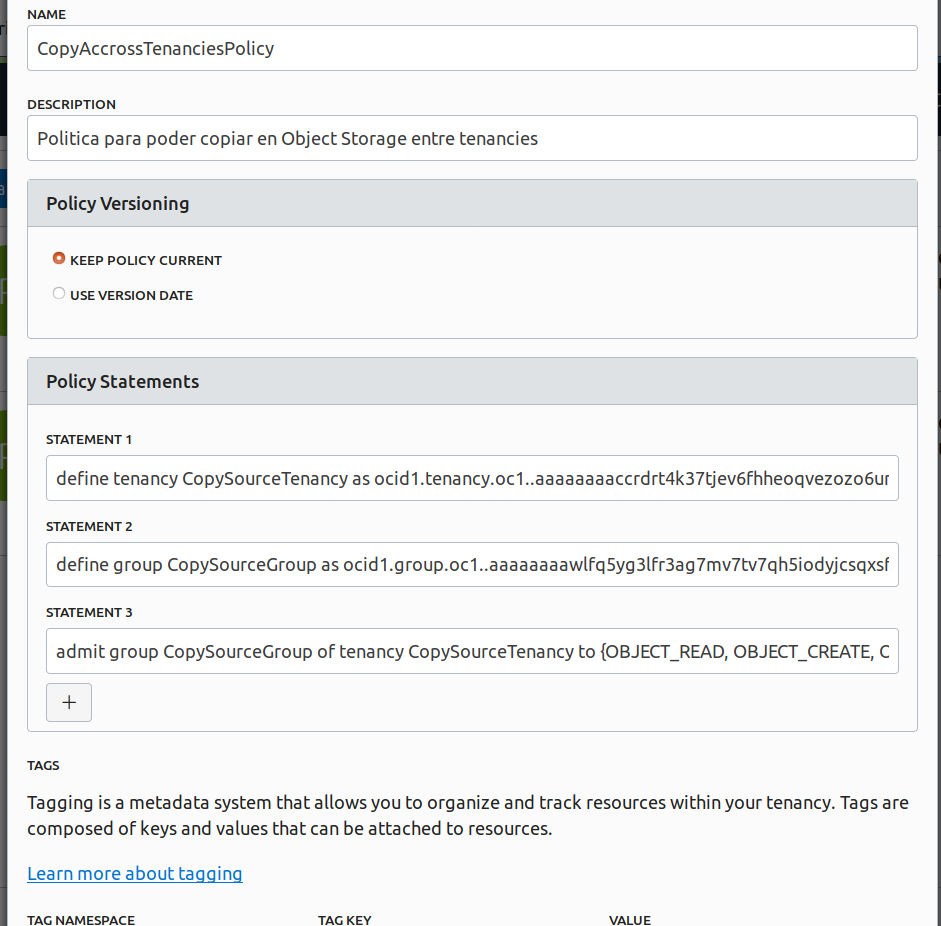 NAME
CopyAccrossTenanciesPolicy
DESCRIPTION
Politica para poder copiar en Object Storage entre tenancies
Policy Versioning
KEEP POLICY CURRENT
USE VERSION DATE
Policy Statements
STATEMENT 1
define tenancy CopySourceTenancy as ocid1.tenancy.oc1..aaaaaaaaccrdrt4k37tjev6fhheoqvezozo6ur
STATEMENT 2
define group CopySourceGroup as ocid1.group.oc1..aaaaaaaawlfq5yg3lfr3ag7mv7tv7qh5iodyjcsqxsf
STATEMENT 3
admit group CopySourceGroup of tenancy CopySourceTenancy to {OBJECT_READ, OBJECT_CREATE, O
+
TAGS
Tagging is a metadata system that allows you to organize and track resources within your tenancy. Tags are
composed of keys and values that can be attached to resources.
Learn more about tagging
TAG NAMESPACE TAG KEY VALUE